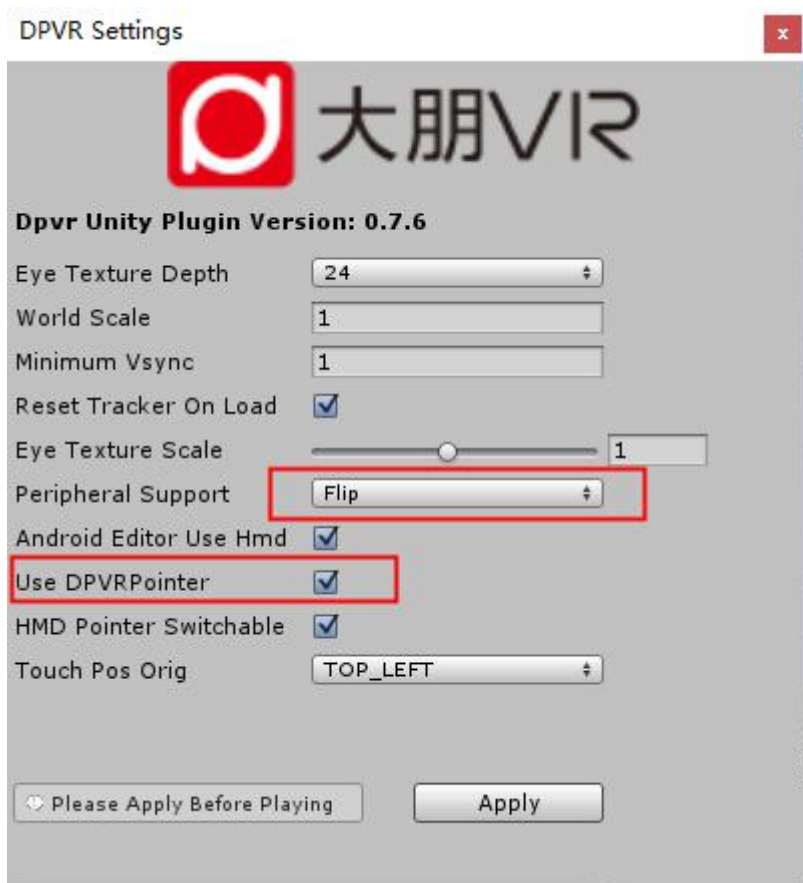 DPVR Settings
x
大朋VR
Dpvr Unity Plugin Version: 0.7.6
Eye Texture Depth 24
World Scale 1
Minimum Vsync 1
Reset Tracker On Load
Eye Texture Scale 1
Peripheral Support Flip
Android Editor Use Hmd
Use DPVRPointer
HMD Pointer Switchable
Touch Pos Orig TOP_LEFT
Please Apply Before Playing Apply